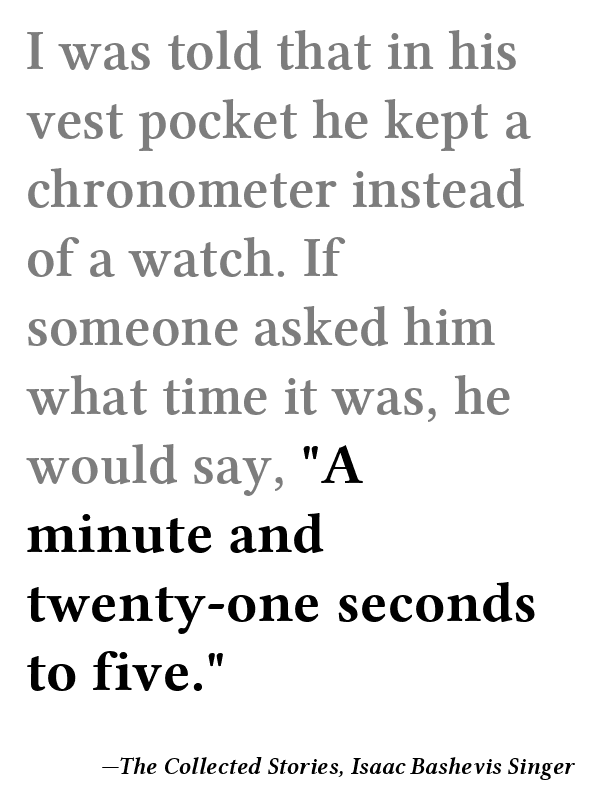 I was told that in his
vest pocket he kept a
chronometer instead
of a watch. If
someone asked him
what time it was, he
would say, "A
minute and
twenty-one seconds
to five."
—The Collected Stories, Isaac Bashevis Singer